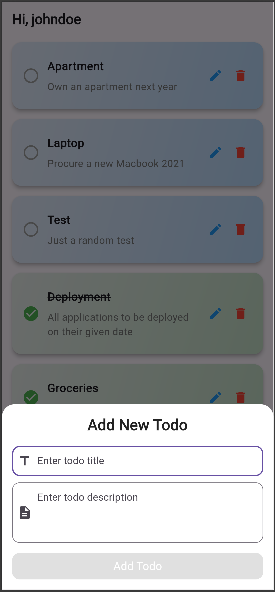 Hi, johndoe
Apartment
Own an apartment next year
Laptop
Procure a new Macbook 2021
Test
Just a random test
Deployment
All applications to be deployed
on their given date
Groceries
Add New Todo
Enter todo title
Enter todo description
Add Todo